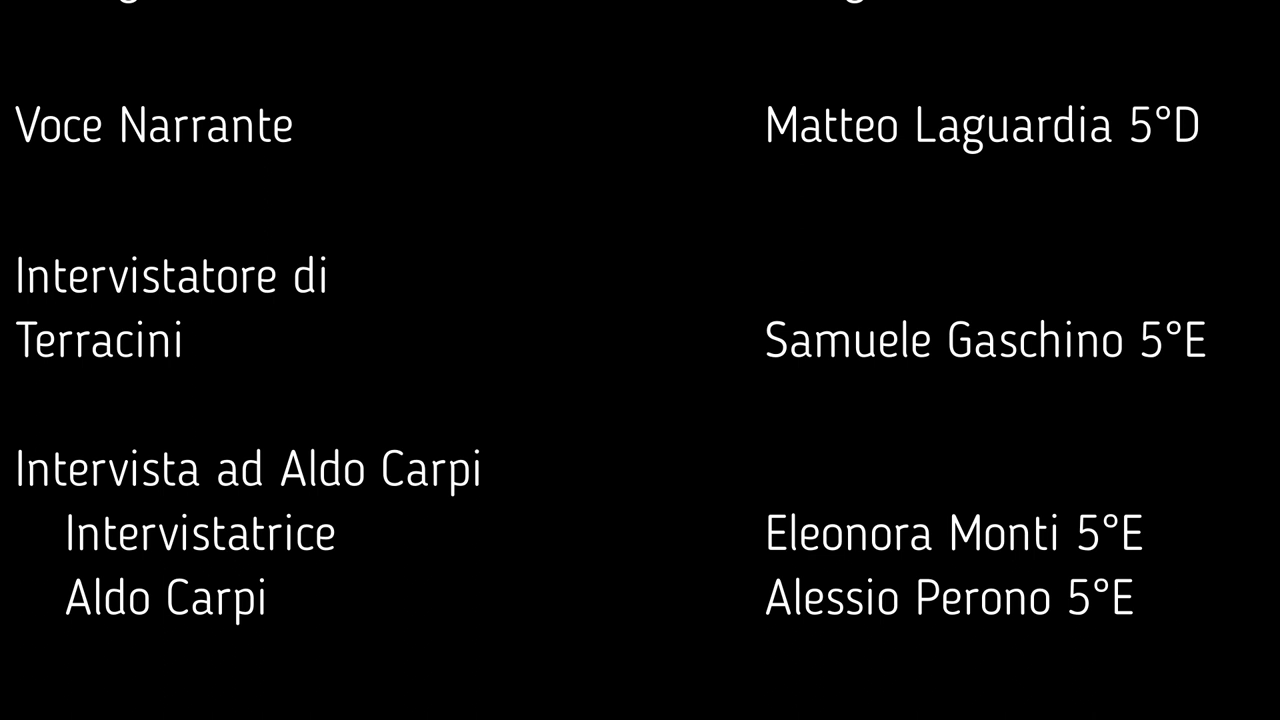 Voce Narrante Matteo Laguardia 5°D
Intervistatore di
Terracini Samuele Gaschino 5°E
Intervista ad Aldo Carpi
Intervistatrice Eleonora Monti 5°E
Aldo Carpi Alessio Perono 5°E